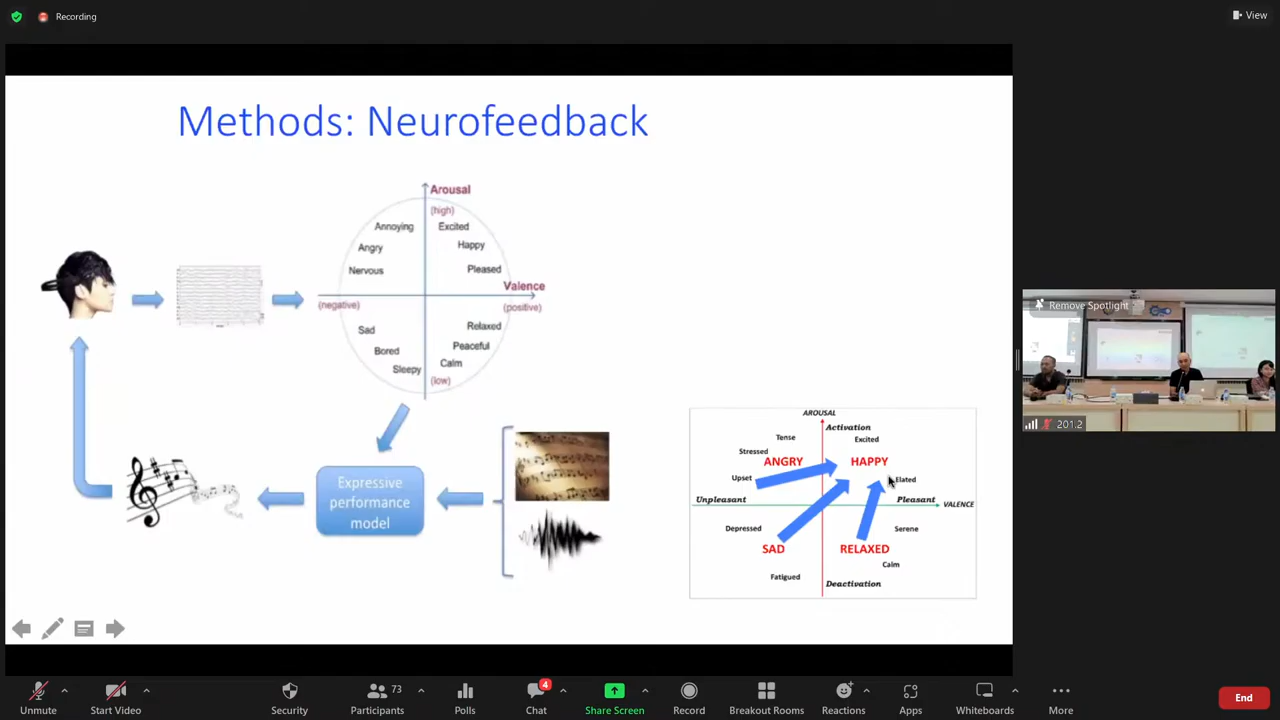 Recording
View
Methods: Neurofeedback
Arousal
(high)
Annoying
Excited
Angry
Happy
Nervous
Pleased
Valence
(negative)
(positive)
Sad
Relaxed
Bored
Peaceful
Sleepy
Calm
(low)
Expressive
performance
model
AROUSAL
Activation
Tense
Excited
Stressed
ANGRY
HAPPY
Upset
Elated
Unpleasant
Pleasant
VALENCE
Depressed
Serene
SAD
RELAXED
Calm
Fatigued
Deactivation
Remove Spotlight
201.2
Unmute
Start Video
Security
73
Participants
Polls
4
Chat
Share Screen
Record
Breakout Rooms
Reactions
Apps
Whiteboards
More
End